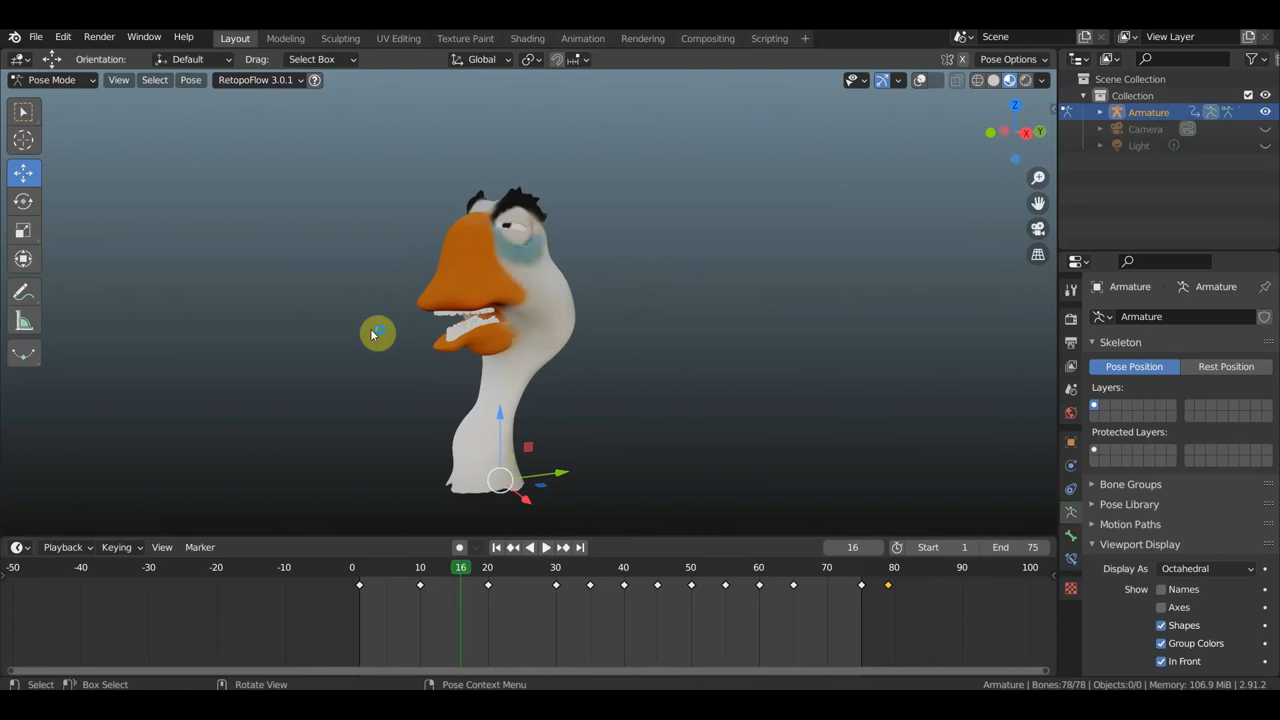 File Edit Render Window Help Layout Modeling Sculpting UV Editing Texture Paint Shading Animation Rendering Compositing Scripting + Scene View Layer
Orientation: Default Drag: Select Box Global Pose Options
Pose Mode View Select Pose RetopoFlow 3.0.1
X
Z
X
Y
Scene Collection
Collection
Armature
Camera
Light
Armature Armature
Armature
Skeleton
Pose Position Rest Position
Layers:
Protected Layers:
Bone Groups
Pose Library
Motion Paths
Viewport Display
Display As Octahedral
Show Names
Axes
Shapes
Group Colors
In Front
Playback Keying View Marker 16 Start 1 End 75
-50 -40 -30 -20 -10 0 10 16 20 30 40 50 60 70 80 90 100
Select Box Select Rotate View Pose Context Menu Armature | Bones:78/78 | Objects:0/0 | Memory: 106.9 MiB | 2.91.2